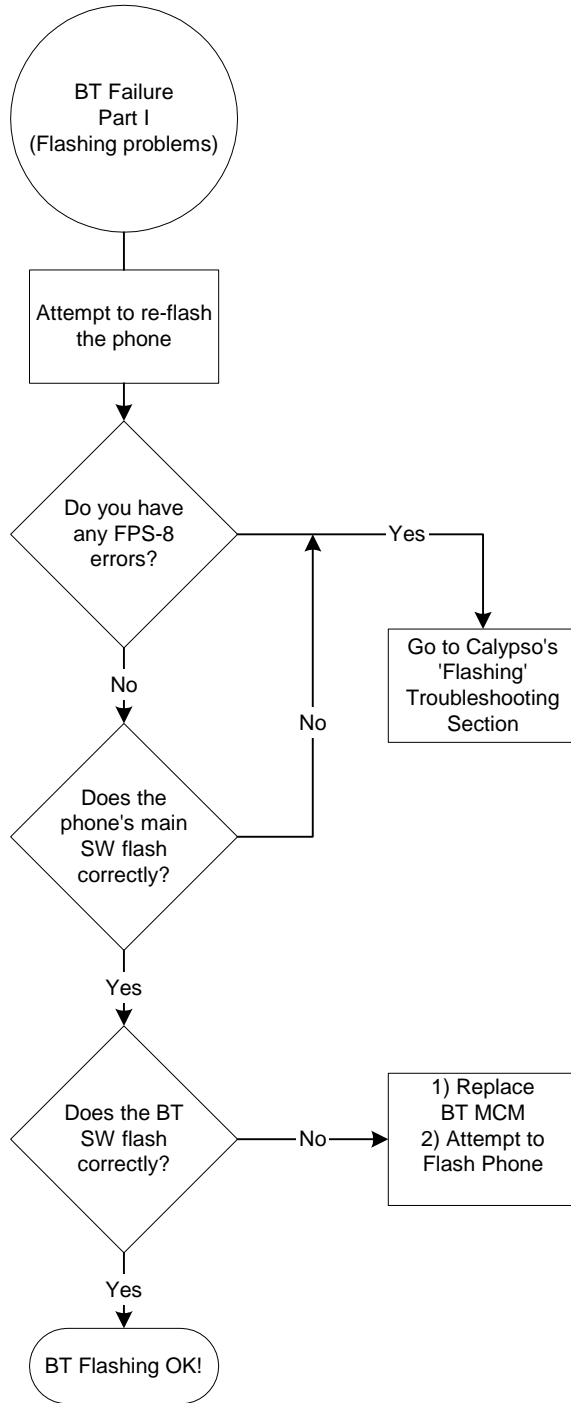 BT Failure
Part I
(Flashing problems)
Attempt to re-flash
the phone
Do you have
any FPS-8
errors?
Yes
Go to Calypso's
'Flashing'
Troubleshooting
Section
No
No
Does the
phone's main
SW flash
correctly?
Yes
Does the BT
SW flash
correctly?
No
1) Replace
BT MCM
2) Attempt to
Flash Phone
Yes
BT Flashing OK!